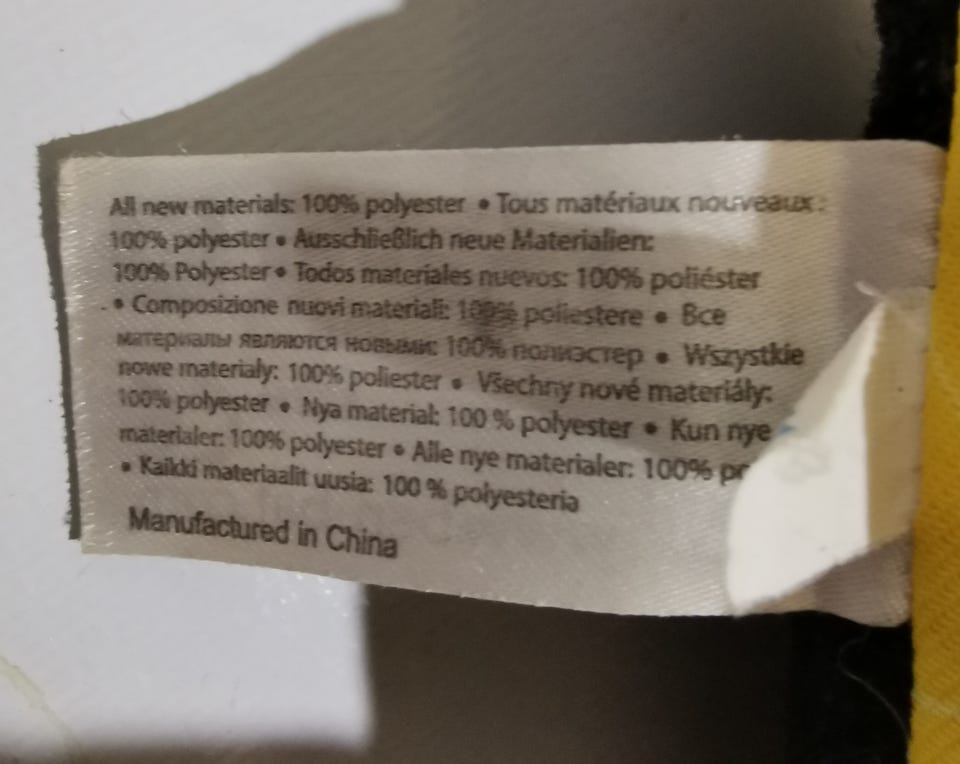 All new materials: 100% polyester • Tous matériaux nouveaux :
100% polyester • Ausschließlich neue Materialien:
100% Polyester • Todos materiales nuevos: 100% poliéster
• Composizione nuovi materiali: 100% poliestere • Все
материалы являются новыми: 100% полиэстер • Wszystkie
nowe materiały: 100% poliester • Všechny nové materiály:
100% polyester • Nya material: 100 % polyester • Kun nye
materialer: 100% polyester • Alle nye materialer: 100%
• Kaikki materiaalit uusia: 100 % polyesteria
Manufactured in China